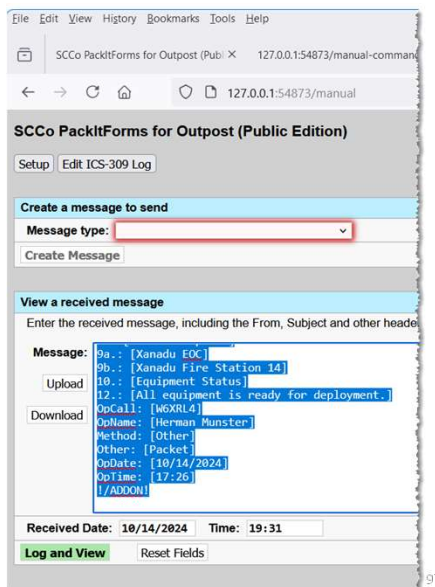 File Edit View History Bookmarks Tools Help
SCCo PackItForms for Outpost (Publ × 127.0.0.1:54873/manual-comman
127.0.0.1:54873/manual
SCCo PackItForms for Outpost (Public Edition)
Setup Edit ICS-309 Log
Create a message to send
Message type:
Create Message
View a received message
Enter the received message, including the From, Subject and other heade
Message:
9a.: [Xanadu EOC]
9b.: [Xanadu Fire Station 14]
Upload
10.: [Equipment Status]
12.: [All equipment is ready for deployment.]
Download
OpCall: [W6XRL4]
OpName: [Herman Munster]
Method: [Other]
Other: [Packet]
OpDate: [10/14/2024]
OpTime: [17:26]
!/ADDON!
Received Date: 10/14/2024 Time: 19:31
Log and View Reset Fields